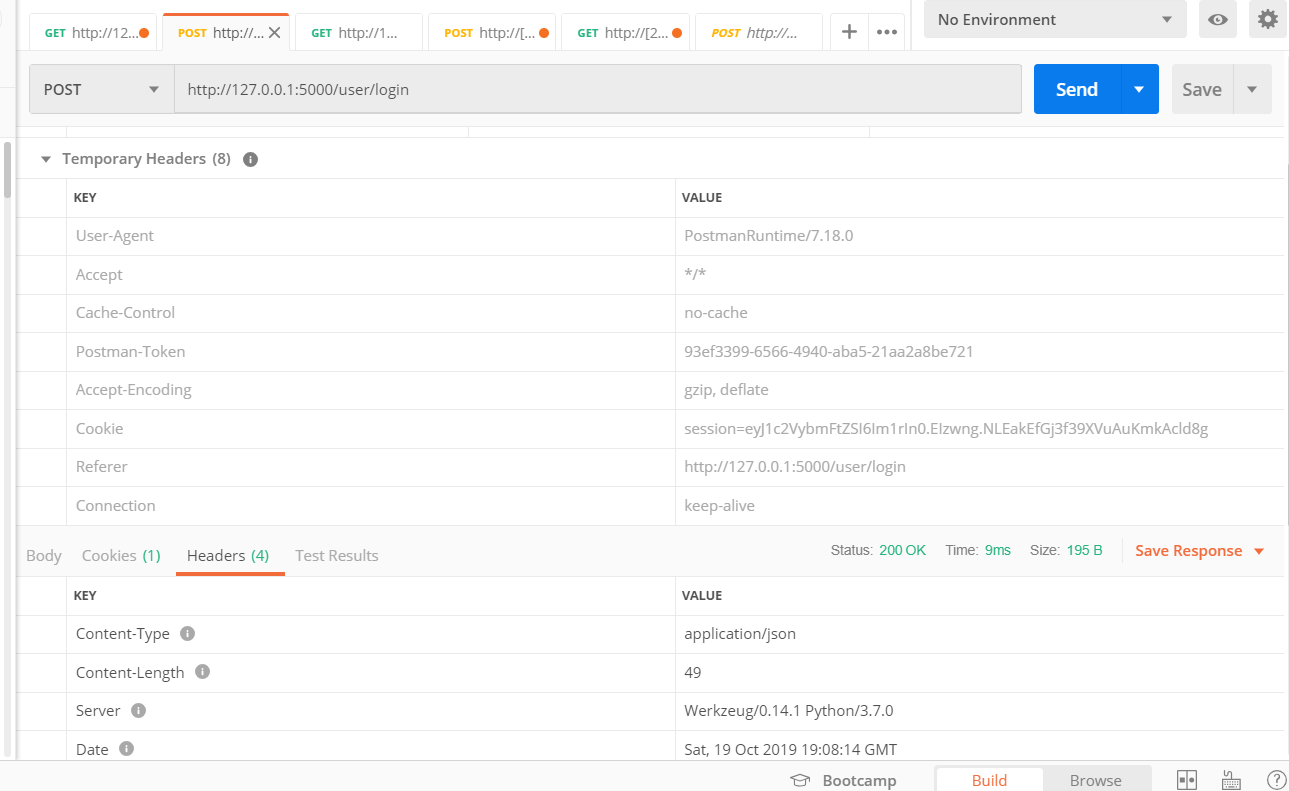 GET http://12... POST http://... GET http://1... POST http://[... GET http://[2... POST http://... No Environment
POST http://127.0.0.1:5000/user/login Send Save
Temporary Headers (8)
KEY VALUE
User-Agent PostmanRuntime/7.18.0
Accept */*
Cache-Control no-cache
Postman-Token 93ef3399-6566-4940-aba5-21aa2a8be721
Accept-Encoding gzip, deflate
Cookie session=eyJ1c2VybmFtZSI6Im1rIn0.EIzwng.NLEakEfGj3f39XVuAuKmkAcld8g
Referer http://127.0.0.1:5000/user/login
Connection keep-alive
Body Cookies (1) Headers (4) Test Results Status: 200 OK Time: 9ms Size: 195 B Save Response
KEY VALUE
Content-Type application/json
Content-Length 49
Server Werkzeug/0.14.1 Python/3.7.0
Date Sat, 19 Oct 2019 19:08:14 GMT
Bootcamp Build Browse